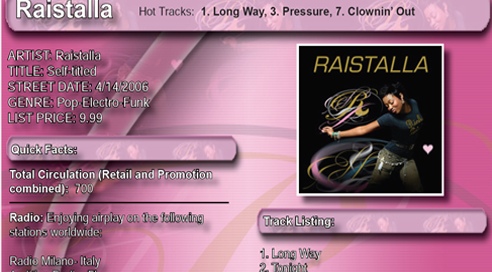 Raistalla
Hot Tracks: 1. Long Way, 3. Pressure, 7. Clownin' Out
ARTIST: Raistalla
TITLE: Self-titled
STREET DATE: 4/14/2006
GENRE: Pop-Electro-Funk
LIST PRICE: 9.99
RAISTALLA
Quick Facts:
Total Circulation (Retail and Promotion
combined): 700
Radio: Enjoying airplay on the following
stations worldwide;
Radio Milano- Italy
Track Listing:
1. Long Way
2. Tonight